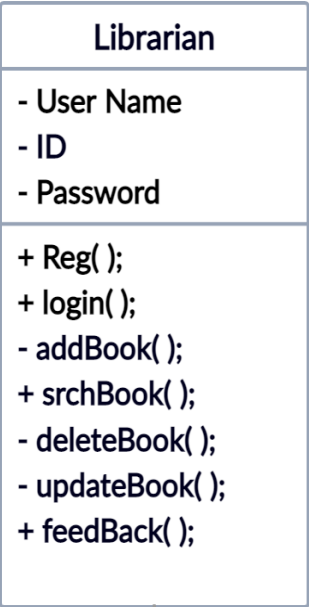 Librarian
- User Name
- ID
- Password
+ Reg( );
+ login( );
- addBook( );
+ srchBook( );
- deleteBook( );
- updateBook( );
+ feedBack( );